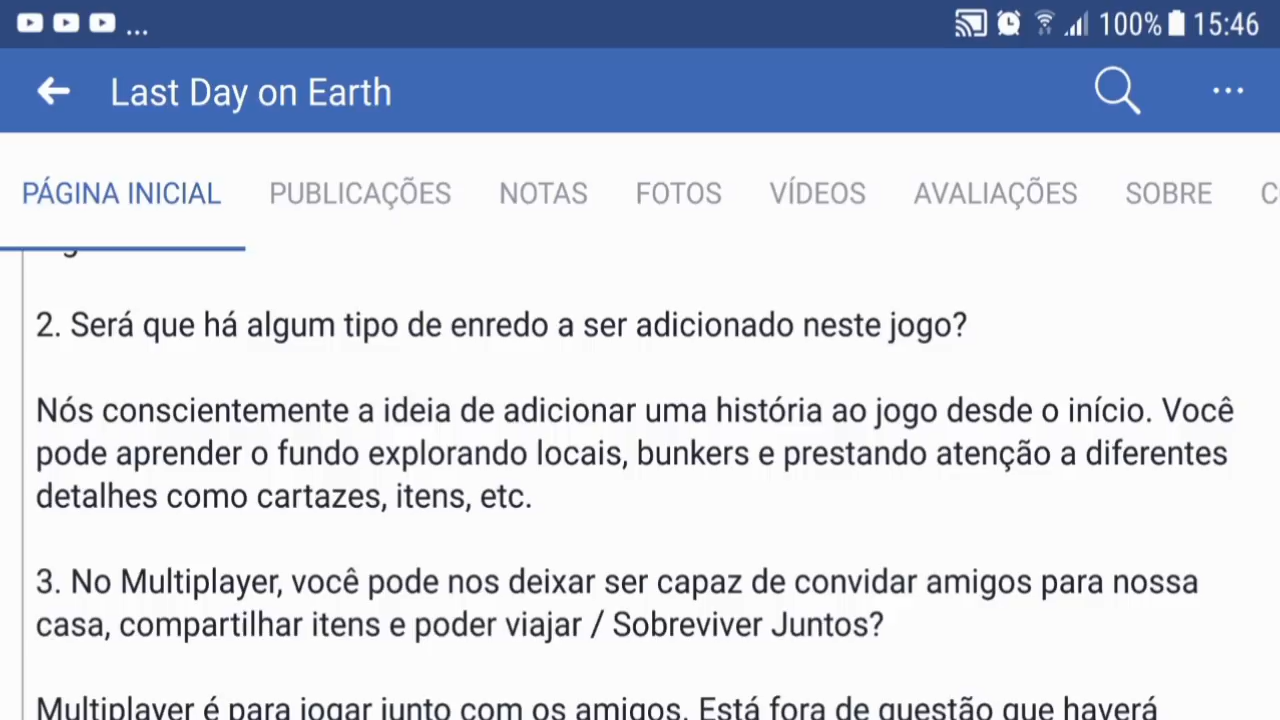 ...
100%
15:46
Last Day on Earth
...
PÁGINA INICIAL
PUBLICAÇÕES
NOTAS
FOTOS
VÍDEOS
AVALIAÇÕES
SOBRE
2. Será que há algum tipo de enredo a ser adicionado neste jogo?
Nós conscientemente a ideia de adicionar uma história ao jogo desde o início. Você
pode aprender o fundo explorando locais, bunkers e prestando atenção a diferentes
detalhes como cartazes, itens, etc.
3. No Multiplayer, você pode nos deixar ser capaz de convidar amigos para nossa
casa, compartilhar itens e poder viajar / Sobreviver Juntos?
Multiplayer é para jogar junto com os amigos. Está fora de questão que haverá